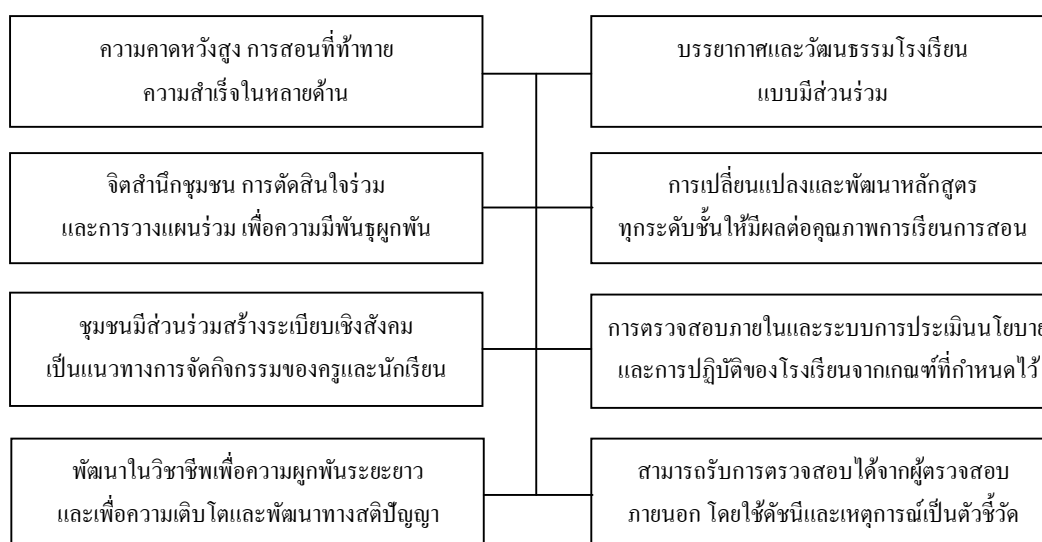 ความคาดหวังสูง การสอนที่ท้าทาย
ความสำเร็จในหลายด้าน
บรรยากาศและวัฒนธรรมโรงเรียน
แบบมีส่วนร่วม
จิตสำนึกชุมชน การตัดสินใจร่วม
และการวางแผนร่วม เพื่อความมีพันธุผูกพัน
การเปลี่ยนแปลงและพัฒนาหลักสูตร
ทุกระดับชั้นให้มีผลต่อคุณภาพการเรียนการสอน
ชุมชนมีส่วนร่วมสร้างระเบียบเชิงสังคม
เป็นแนวทางการจัดกิจกรรมของครูและนักเรียน
การตรวจสอบภายในและระบบการประเมินนโยบาย
และการปฏิบัติของโรงเรียนจากเกณฑ์ที่กำหนดไว้
พัฒนาในวิชาชีพเพื่อความผูกพันระยะยาว
และเพื่อความเติบโตและพัฒนาทางสติปัญญา
สามารถรับการตรวจสอบได้จากผู้ตรวจสอบ
ภายนอก โดยใช้ดัชนีและเหตุการณ์เป็นตัวชี้วัด